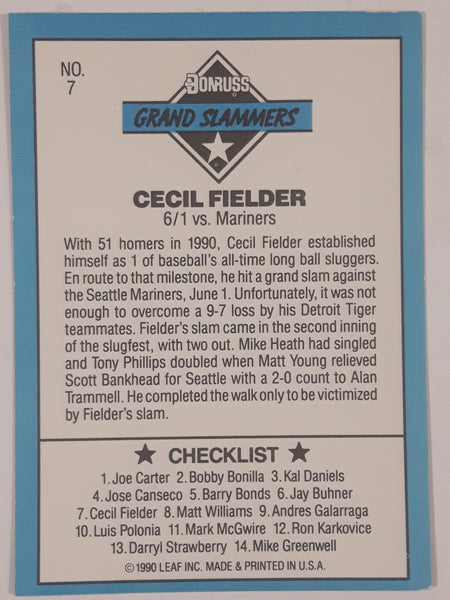 NO.
7
DONRUSS
GRAND SLAMMERS
CECIL FIELDER
6/1 vs. Mariners
With 51 homers in 1990, Cecil Fielder established
himself as 1 of baseball's all-time long ball sluggers.
En route to that milestone, he hit a grand slam against
the Seattle Mariners, June 1. Unfortunately, it was not
enough to overcome a 9-7 loss by his Detroit Tiger
teammates. Fielder's slam came in the second inning
of the slugfest, with two out. Mike Heath had singled
and Tony Phillips doubled when Matt Young relieved
Scott Bankhead for Seattle with a 2-0 count to Alan
Trammell. He completed the walk only to be victimized
by Fielder's slam.
★ CHECKLIST ★
1. Joe Carter 2. Bobby Bonilla 3. Kal Daniels
4. Jose Canseco 5. Barry Bonds 6. Jay Buhner
7. Cecil Fielder 8. Matt Williams 9. Andres Galarraga
10. Luis Polonia 11. Mark McGwire 12. Ron Karkovice
13. Darryl Strawberry 14. Mike Greenwell
© 1990 LEAF INC. MADE & PRINTED IN U.S.A.